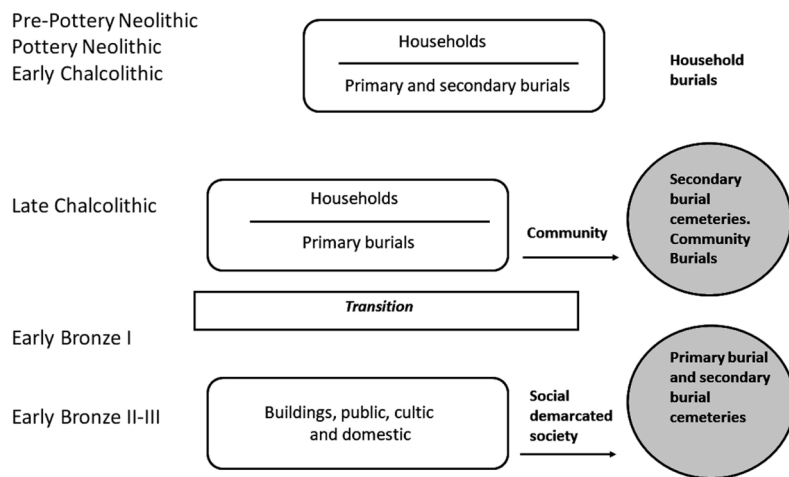 Pre-Pottery Neolithic
Pottery Neolithic
Early Chalcolithic
Households
Primary and secondary burials
Household
burials
Late Chalcolithic
Households
Primary burials
Community
Secondary
burial
cemeteries.
Community
Burials
Transition
Early Bronze I
Early Bronze II-III
Buildings, public, cultic
and domestic
Social
demarcated
society
Primary burial
and secondary
burial
cemeteries